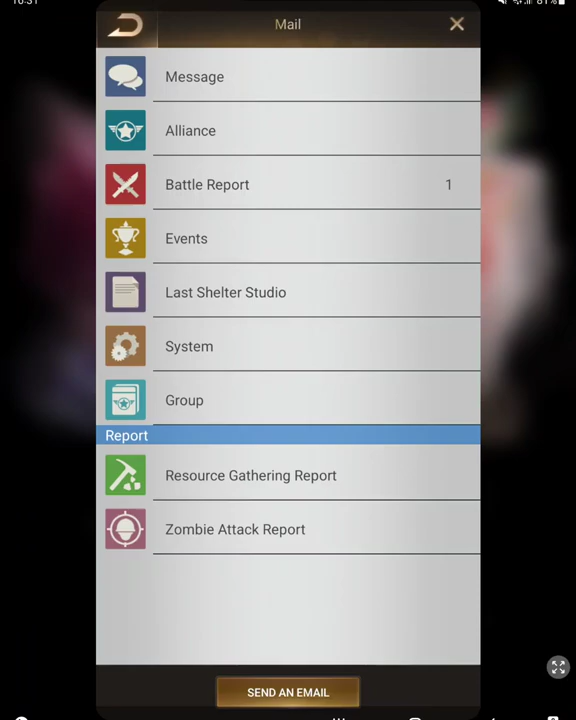 Mail
Message
Alliance
Battle Report 1
Events
Last Shelter Studio
System
Group
Report
Resource Gathering Report
Zombie Attack Report
SEND AN EMAIL